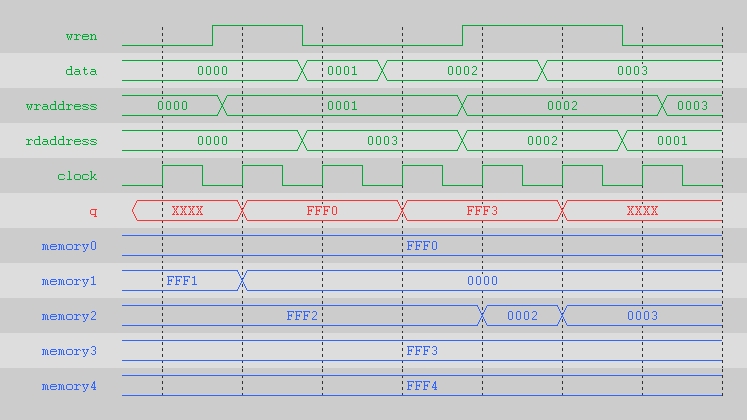 wren
data 0000 0001 0002 0003
wraddress 0000 0001 0002 0003
rdaddress 0000 0003 0002 0001
clock
q XXXX FFF0 FFF3 XXXX
memory0 FFF0
memory1 FFF1 0000
memory2 FFF2 0002 0003
memory3 FFF3
memory4 FFF4